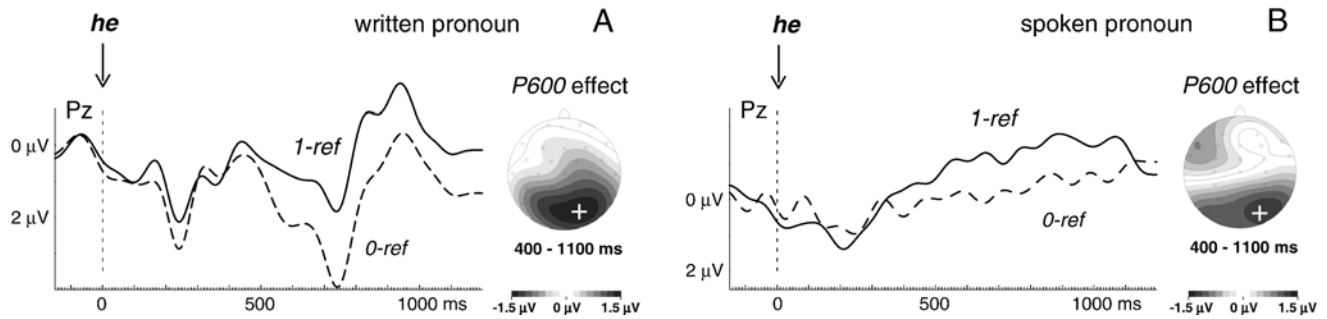 he
written pronoun
A
P600 effect
Pz
0 µV
1-ref
2 µV
0-ref
400 - 1100 ms
0
500
1000 ms
-1.5 µV 0 µV 1.5 µV
he
spoken pronoun
B
P600 effect
Pz
1-ref
0 µV
0-ref
400 - 1100 ms
2 µV
0
500
1000 ms
-1.5 µV 0 µV 1.5 µV